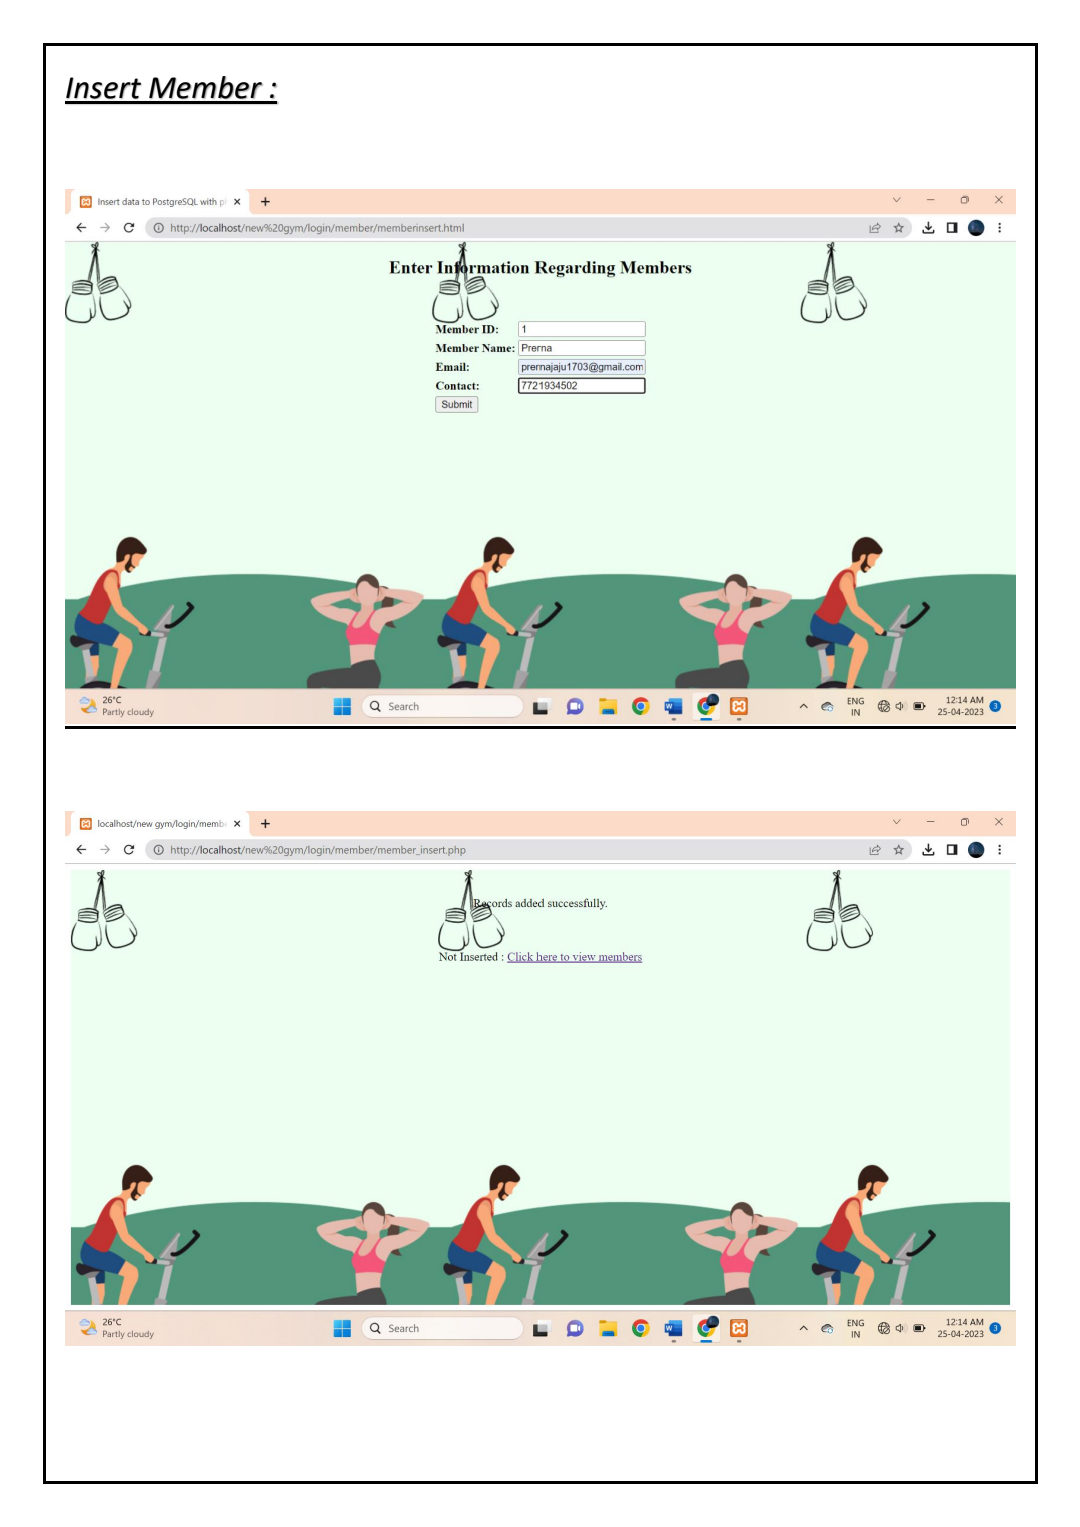 Insert Member :
Insert data to PostgreSQL with p
http://localhost/new%20gym/login/member/memberinsert.html
Enter Information Regarding Members
Member ID: 1
Member Name: Prerna
Email: prernajaju1703@gmail.com
Contact: 7721934502
Submit
26°C
Partly cloudy
Search
ENG
IN
12:14 AM
25-04-2023
3
localhost/new gym/login/memb
http://localhost/new%20gym/login/member/member_insert.php
Records added successfully.
Not Inserted : Click here to view members
26°C
Partly cloudy
Search
ENG
IN
12:14 AM
25-04-2023
3